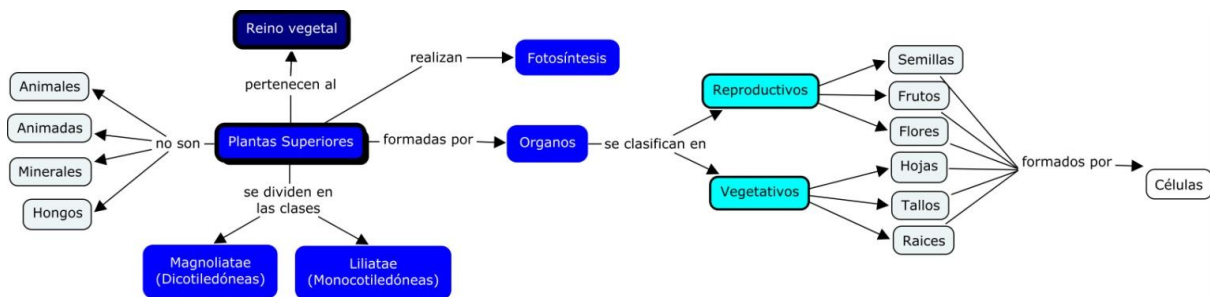 Reino vegetal
realizan
Fotosíntesis
Semillas
Animales
pertenecen al
Reproductivos
Frutos
Animadas
no son
Plantas Superiores
formadas por
Organos
se clasifican en
Flores
Minerales
Hojas
formados por
Células
Hongos
se dividen en
las clases
Vegetativos
Tallos
Raices
Magnoliatae
(Dicotiledóneas)
Liliatae
(Monocotiledóneas)